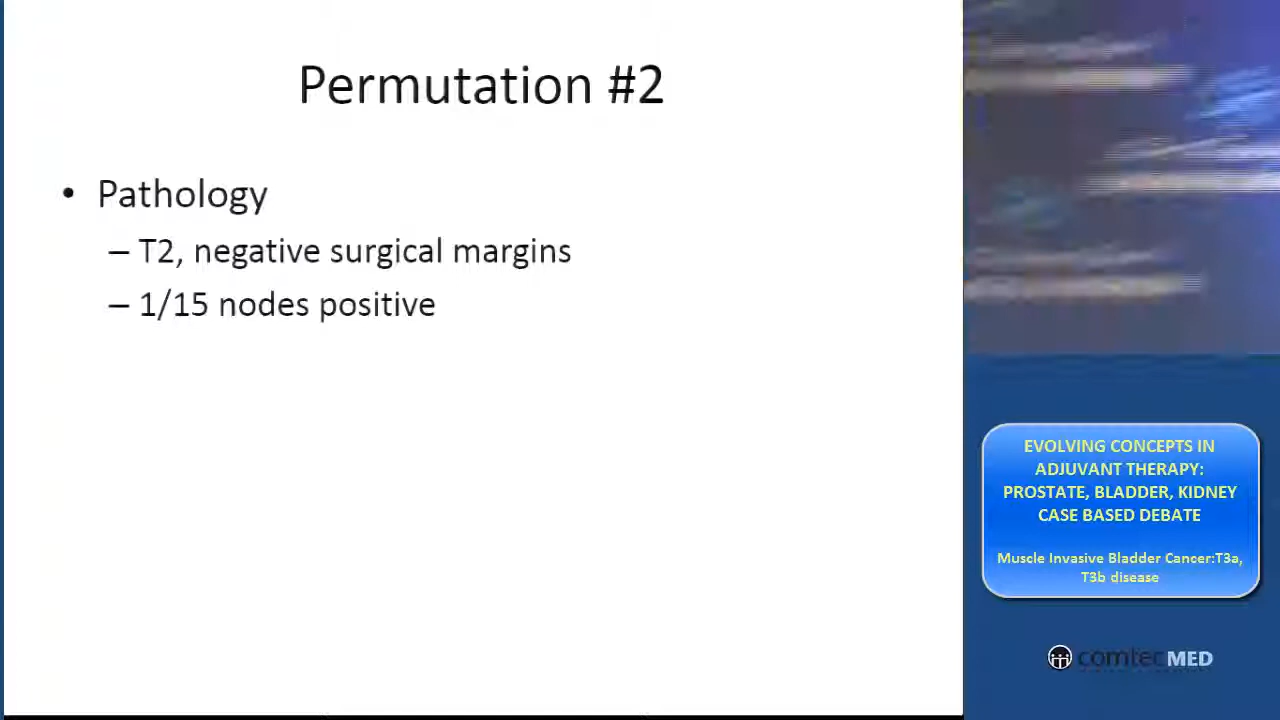 Permutation #2
• Pathology
– T2, negative surgical margins
– 1/15 nodes positive
EVOLVING CONCEPTS IN
ADJUVANT THERAPY:
PROSTATE, BLADDER, KIDNEY
CASE BASED DEBATE
Muscle Invasive Bladder Cancer:T3a,
T3b disease
comtecMED